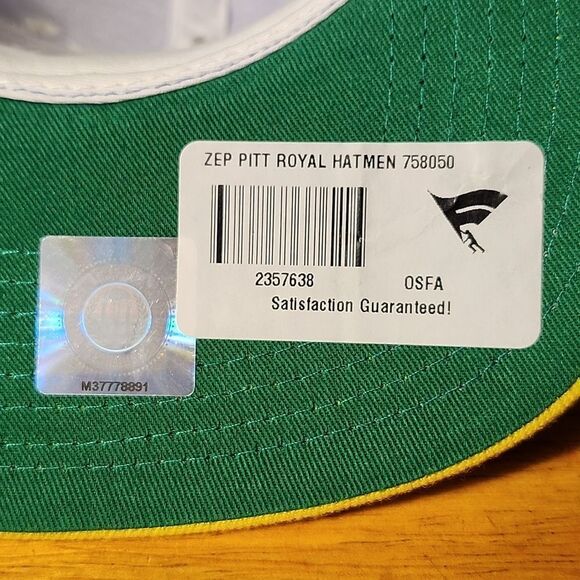 ZEP PITT ROYAL HATMEN 758050
2357638 OSFA
Satisfaction Guaranteed!
M37778891